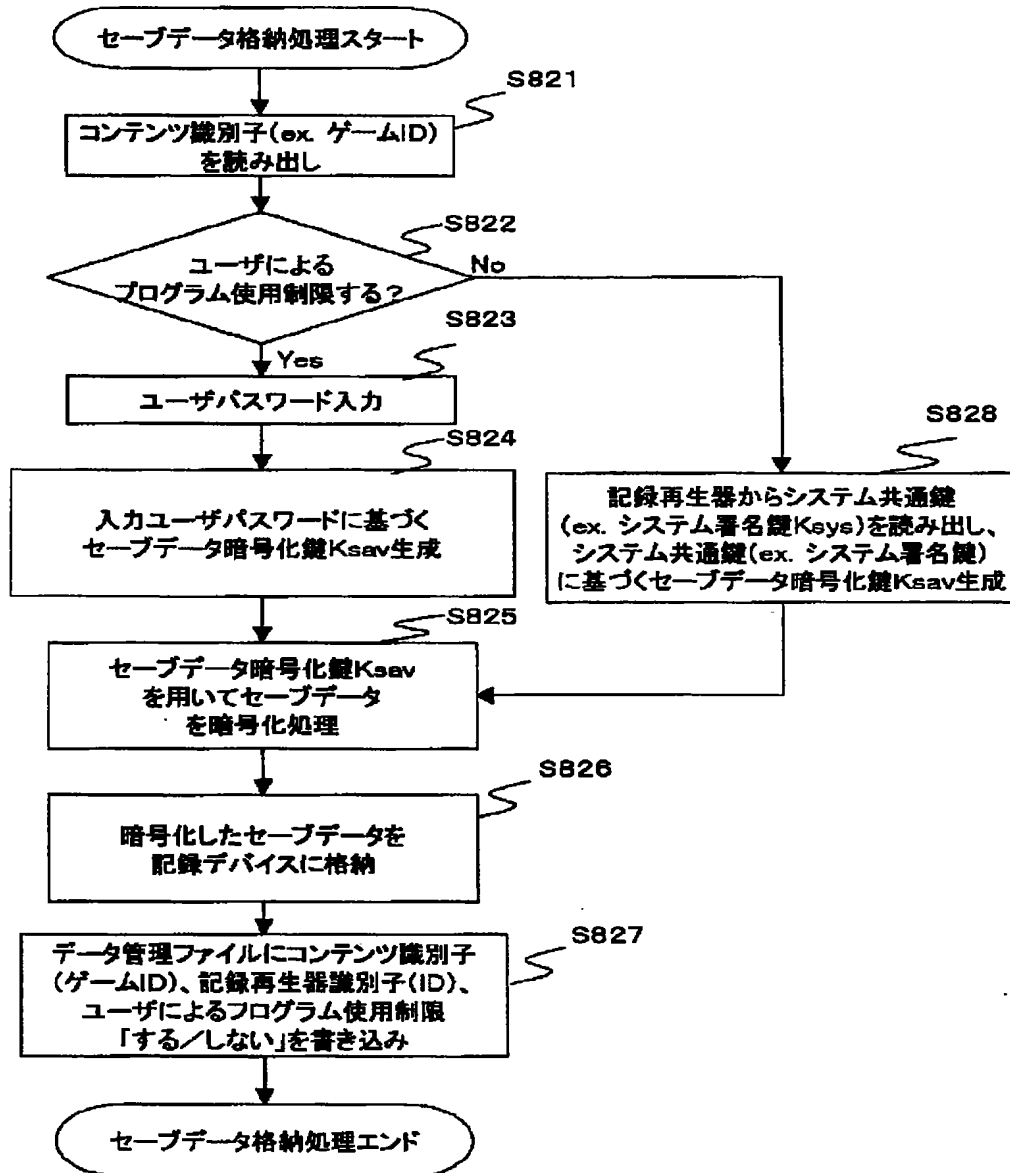 セーブデータ格納処理スタート
S821
コンテンツ識別子(ex. ゲームID)
を読み出し
S822
ユーザによる
プログラム使用制限する?
No
Yes
S823
ユーザパスワード入力
S824
入力ユーザパスワードに基づく
セーブデータ暗号化鍵Ksav生成
S828
記録再生器からシステム共通鍵
(ex. システム署名鍵Ksys)を読み出し、
システム共通鍵(ex. システム署名鍵)
に基づくセーブデータ暗号化鍵Ksav生成
S825
セーブデータ暗号化鍵Ksav
を用いてセーブデータ
を暗号化処理
S826
暗号化したセーブデータを
記録デバイスに格納
S827
データ管理ファイルにコンテンツ識別子
(ゲームID)、記録再生器識別子(ID)、
ユーザによるプログラム使用制限
「する/しない」を書き込み
セーブデータ格納処理エンド